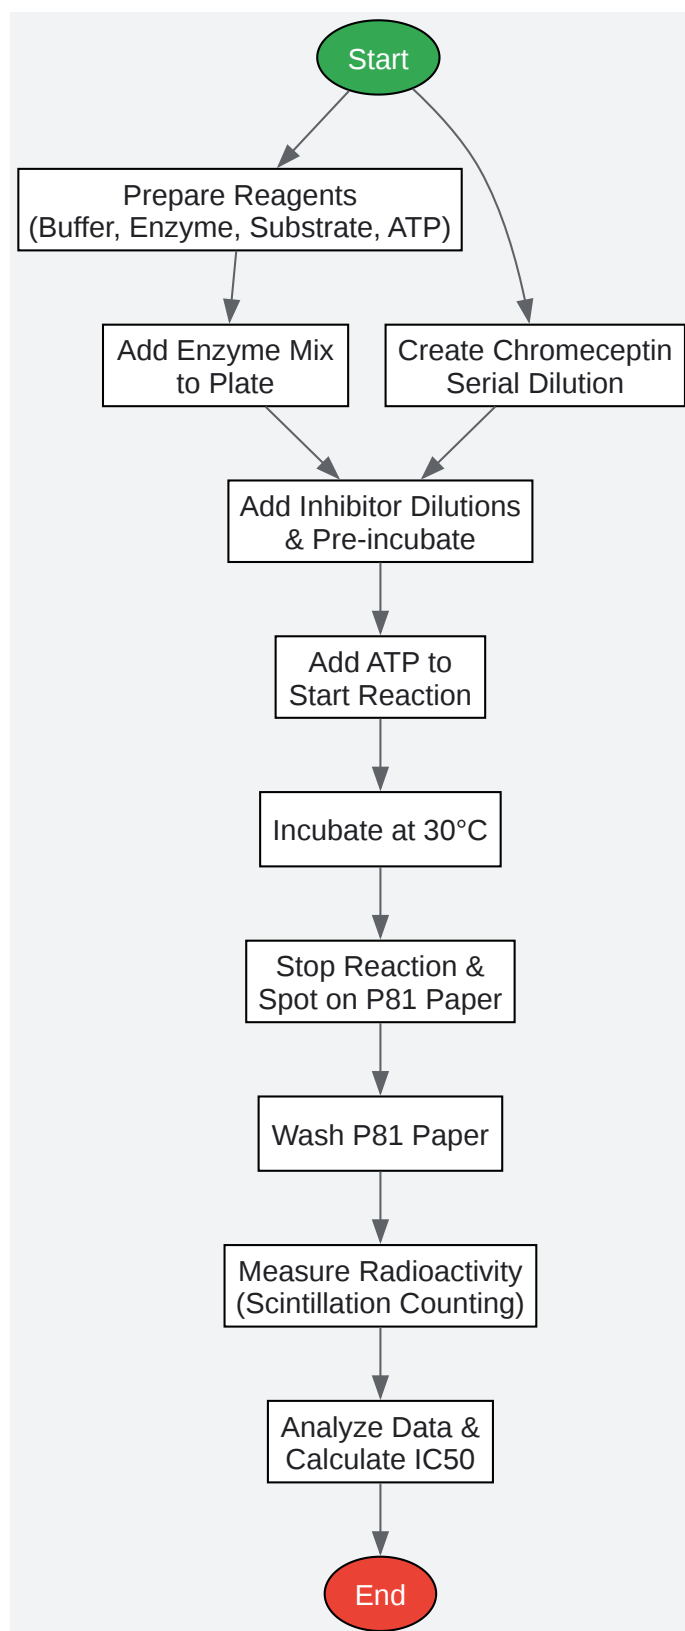 Start
Prepare Reagents
(Buffer, Enzyme, Substrate, ATP)
Add Enzyme Mix
to Plate
Create Chromeceptin
Serial Dilution
Add Inhibitor Dilutions
& Pre-incubate
Add ATP to
Start Reaction
Incubate at 30°C
Stop Reaction &
Spot on P81 Paper
Wash P81 Paper
Measure Radioactivity
(Scintillation Counting)
Analyze Data &
Calculate IC50
End